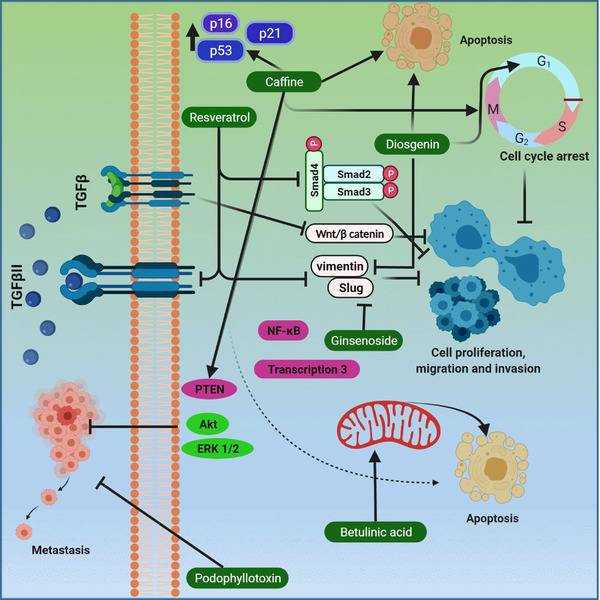 p16
p21
p53
Apoptosis
Caffine
G1
M
S
G2
Resveratrol
Diosgenin
Cell cycle arrest
P
Smad4
Smad2
P
Smad3
P
TGFβ
Wnt/β catenin
TGFβII
vimentin
Slug
NF-κB
Ginsenoside
Cell proliferation,
migration and invasion
Transcription 3
PTEN
Akt
ERK 1/2
Apoptosis
Betulinic acid
Metastasis
Podophyllotoxin